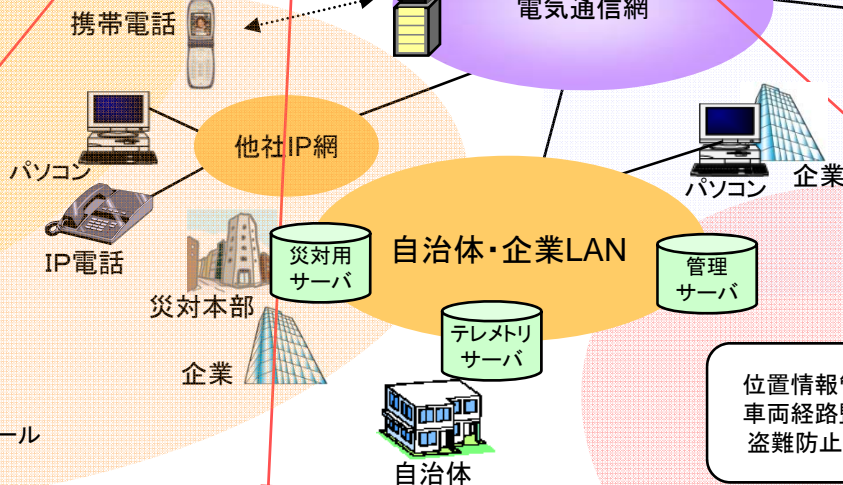 携帯電話
電気通信網
パソコン
他社IP網
IP電話
災対本部
企業
災対用
サーバ
自治体・企業LAN
管理
サーバ
テレメトリ
サーバ
パソコン
企業
自治体
ール
位置情報
車両経路
盗難防止